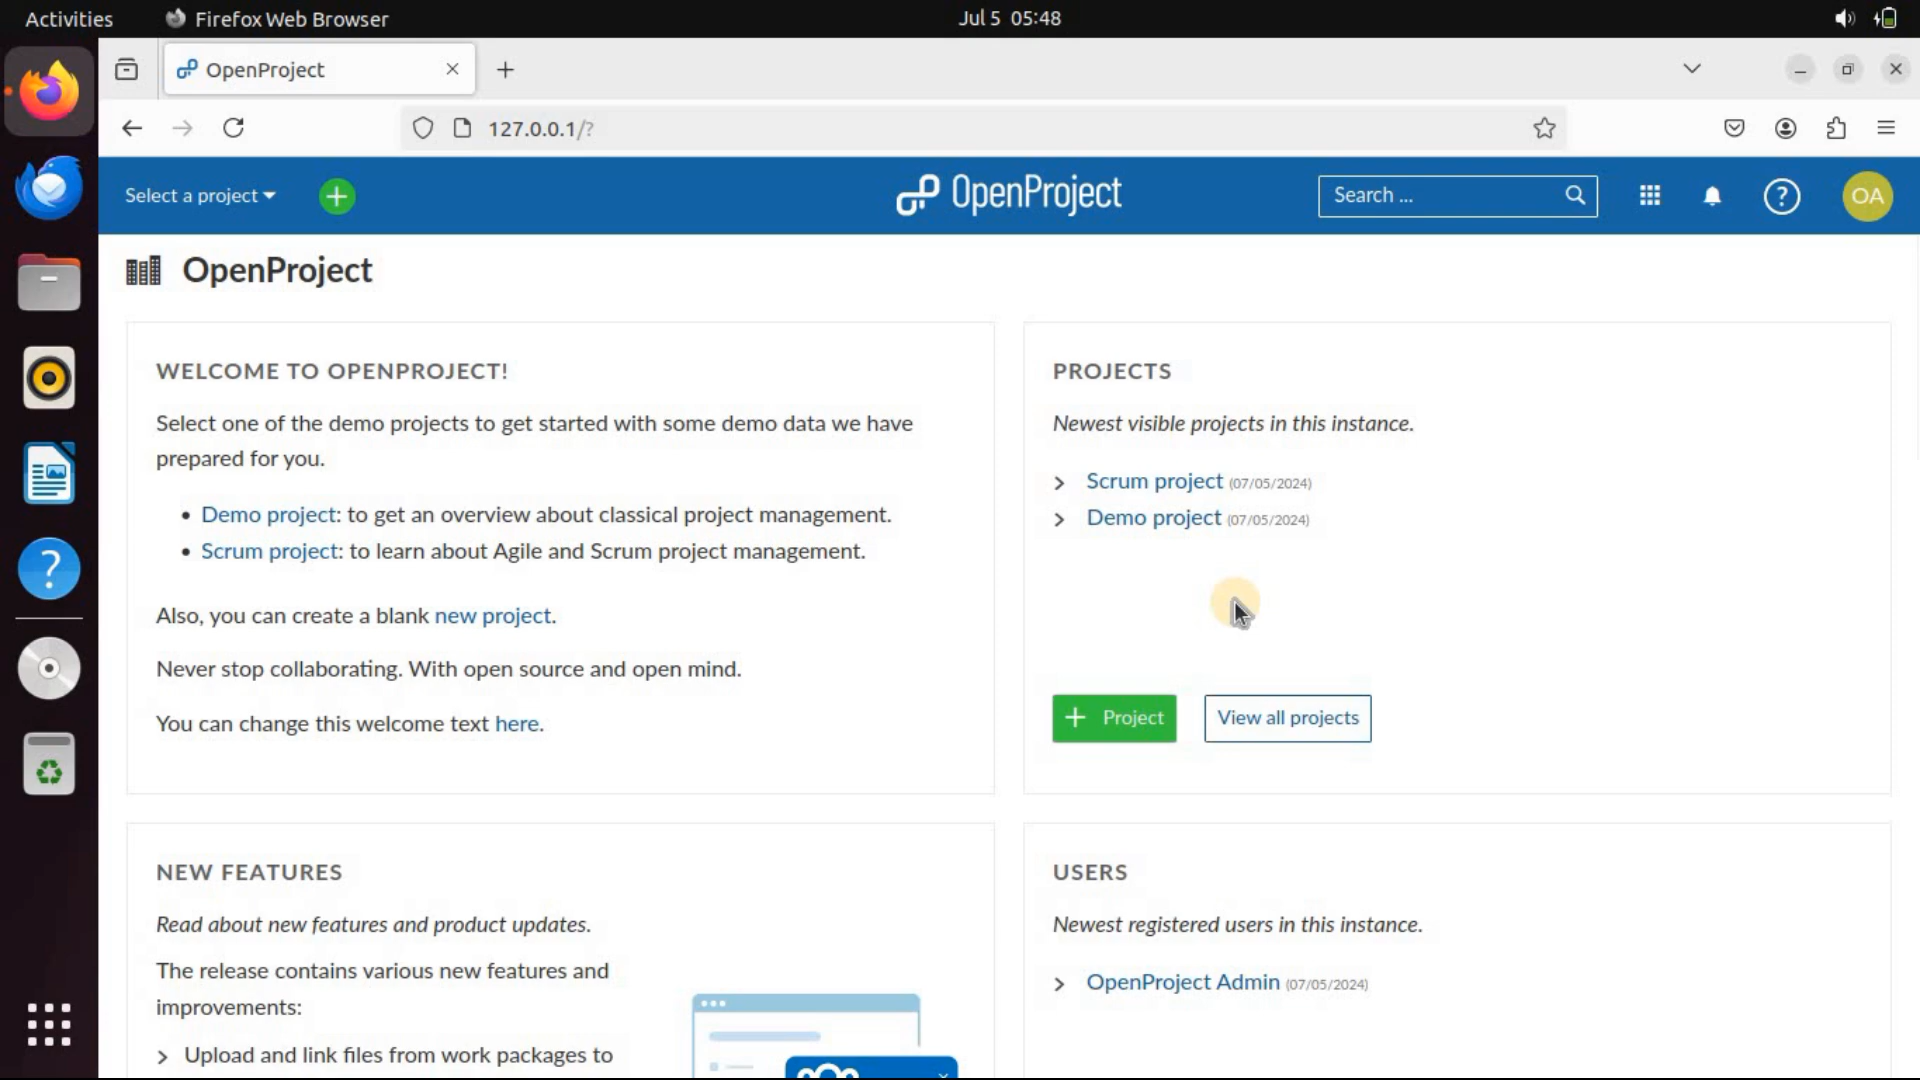 Activities
Firefox Web Browser
Jul 5 05:48
OpenProject
127.0.0.1/?
Select a project
OpenProject
Search ...
OA
OpenProject
WELCOME TO OPENPROJECT!
Select one of the demo projects to get started with some demo data we have
prepared for you.
Demo project: to get an overview about classical project management.
Scrum project: to learn about Agile and Scrum project management.
Also, you can create a blank new project.
Never stop collaborating. With open source and open mind.
You can change this welcome text here.
PROJECTS
Newest visible projects in this instance.
Scrum project (07/05/2024)
Demo project (07/05/2024)
+ Project
View all projects
NEW FEATURES
Read about new features and product updates.
The release contains various new features and
improvements:
Upload and link files from work packages to
USERS
Newest registered users in this instance.
OpenProject Admin (07/05/2024)